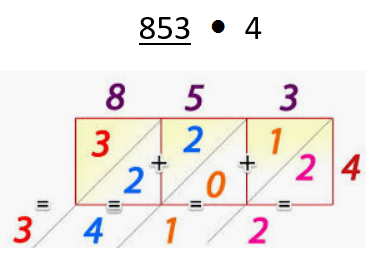 853 • 4
8 5 3
3 2 1
+ + 2 4
2 0
= = = =
3 4 1 2